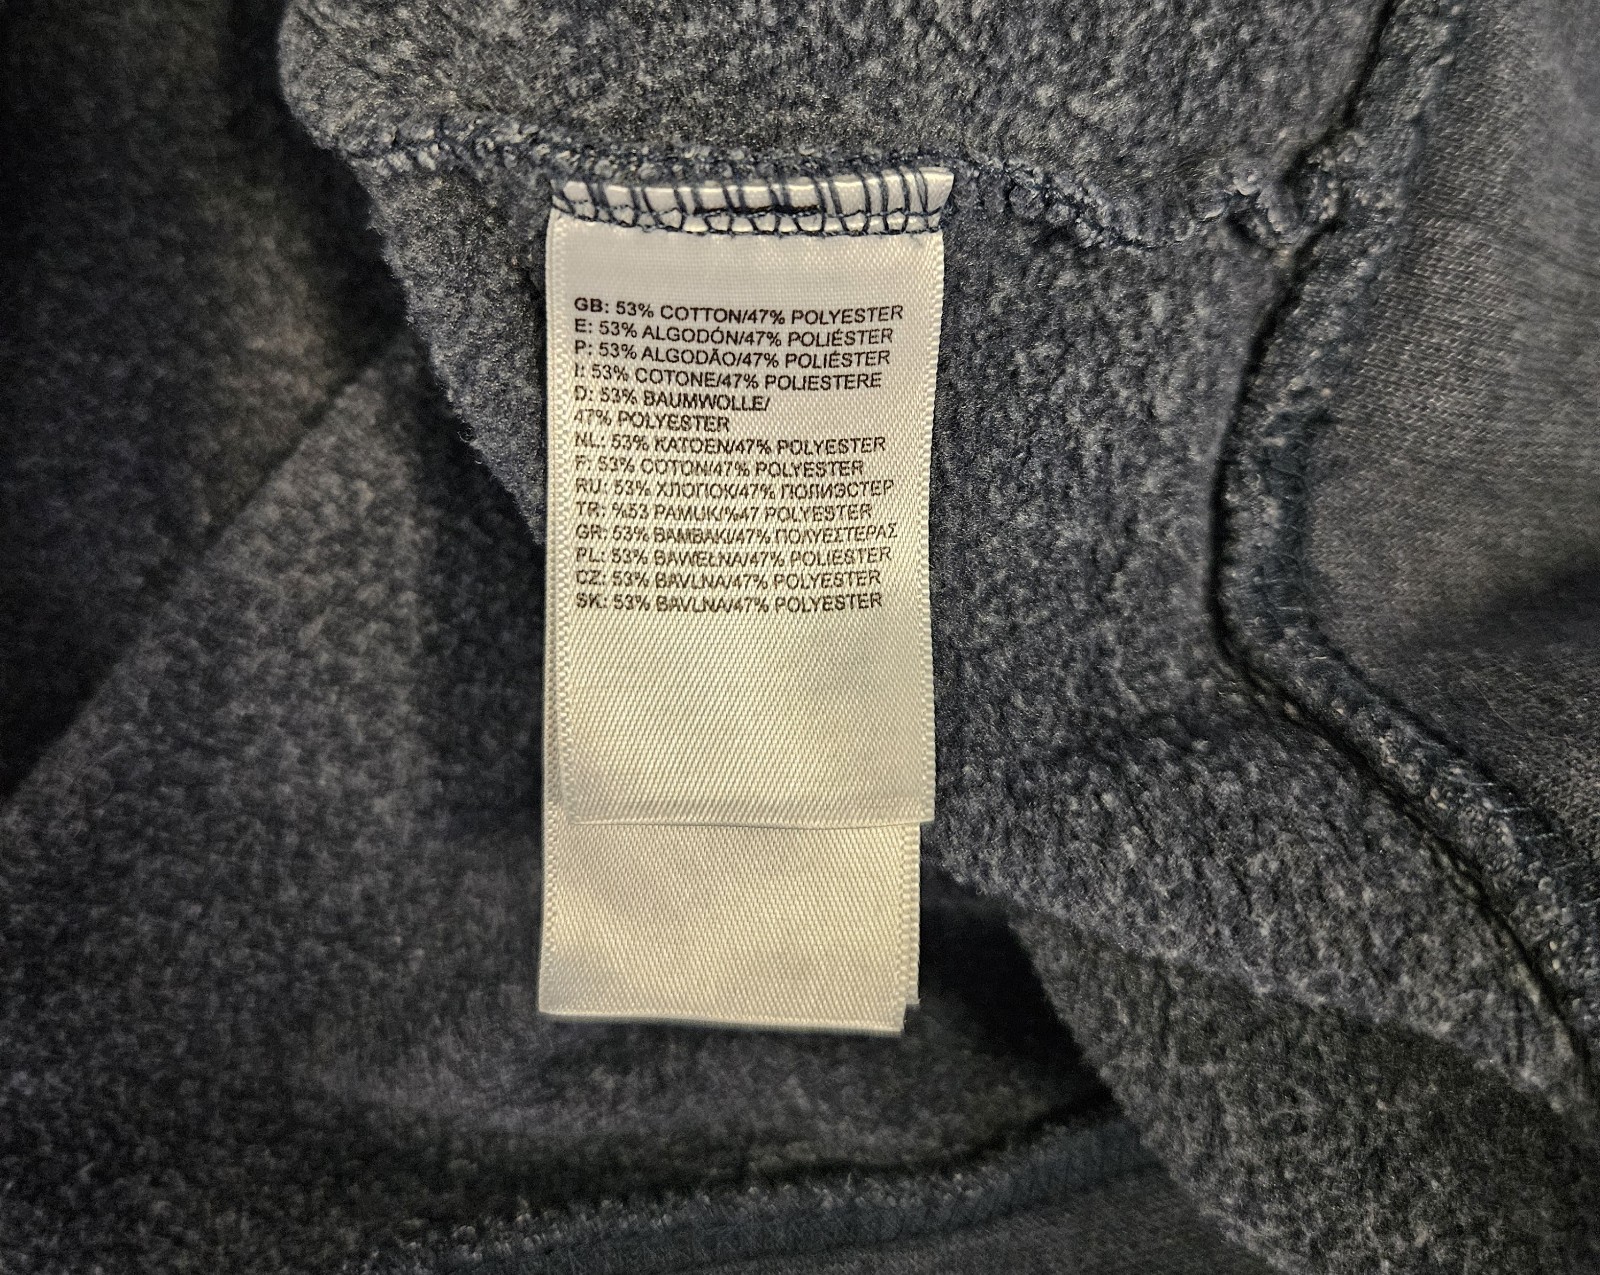 GB: 53% COTTON/47% POLYESTER
E: 53% ALGODÓN/47% POLIÉSTER
P: 53% ALGODÃO/47% POLIÉSTER
I: 53% COTONE/47% POLIESTERE
D: 53% BAUMWOLLE/
47% POLYESTER
NL: 53% KATOEN/47% POLYESTER
F: 53% COTON/47% POLYESTER
RU: 53% ХЛОПОК/47% ПОЛИЭСТЕР
TR: %53 PAMUK/%47 POLYESTER
GR: 53% ΒΑΜΒΑΚΙ/47% ΠΟΛΥΕΣΤΕΡΑΣ
PL: 53% BAWEŁNA/47% POLIESTER
CZ: 53% BAVLNA/47% POLYESTER
SK: 53% BAVLNA/47% POLYESTER